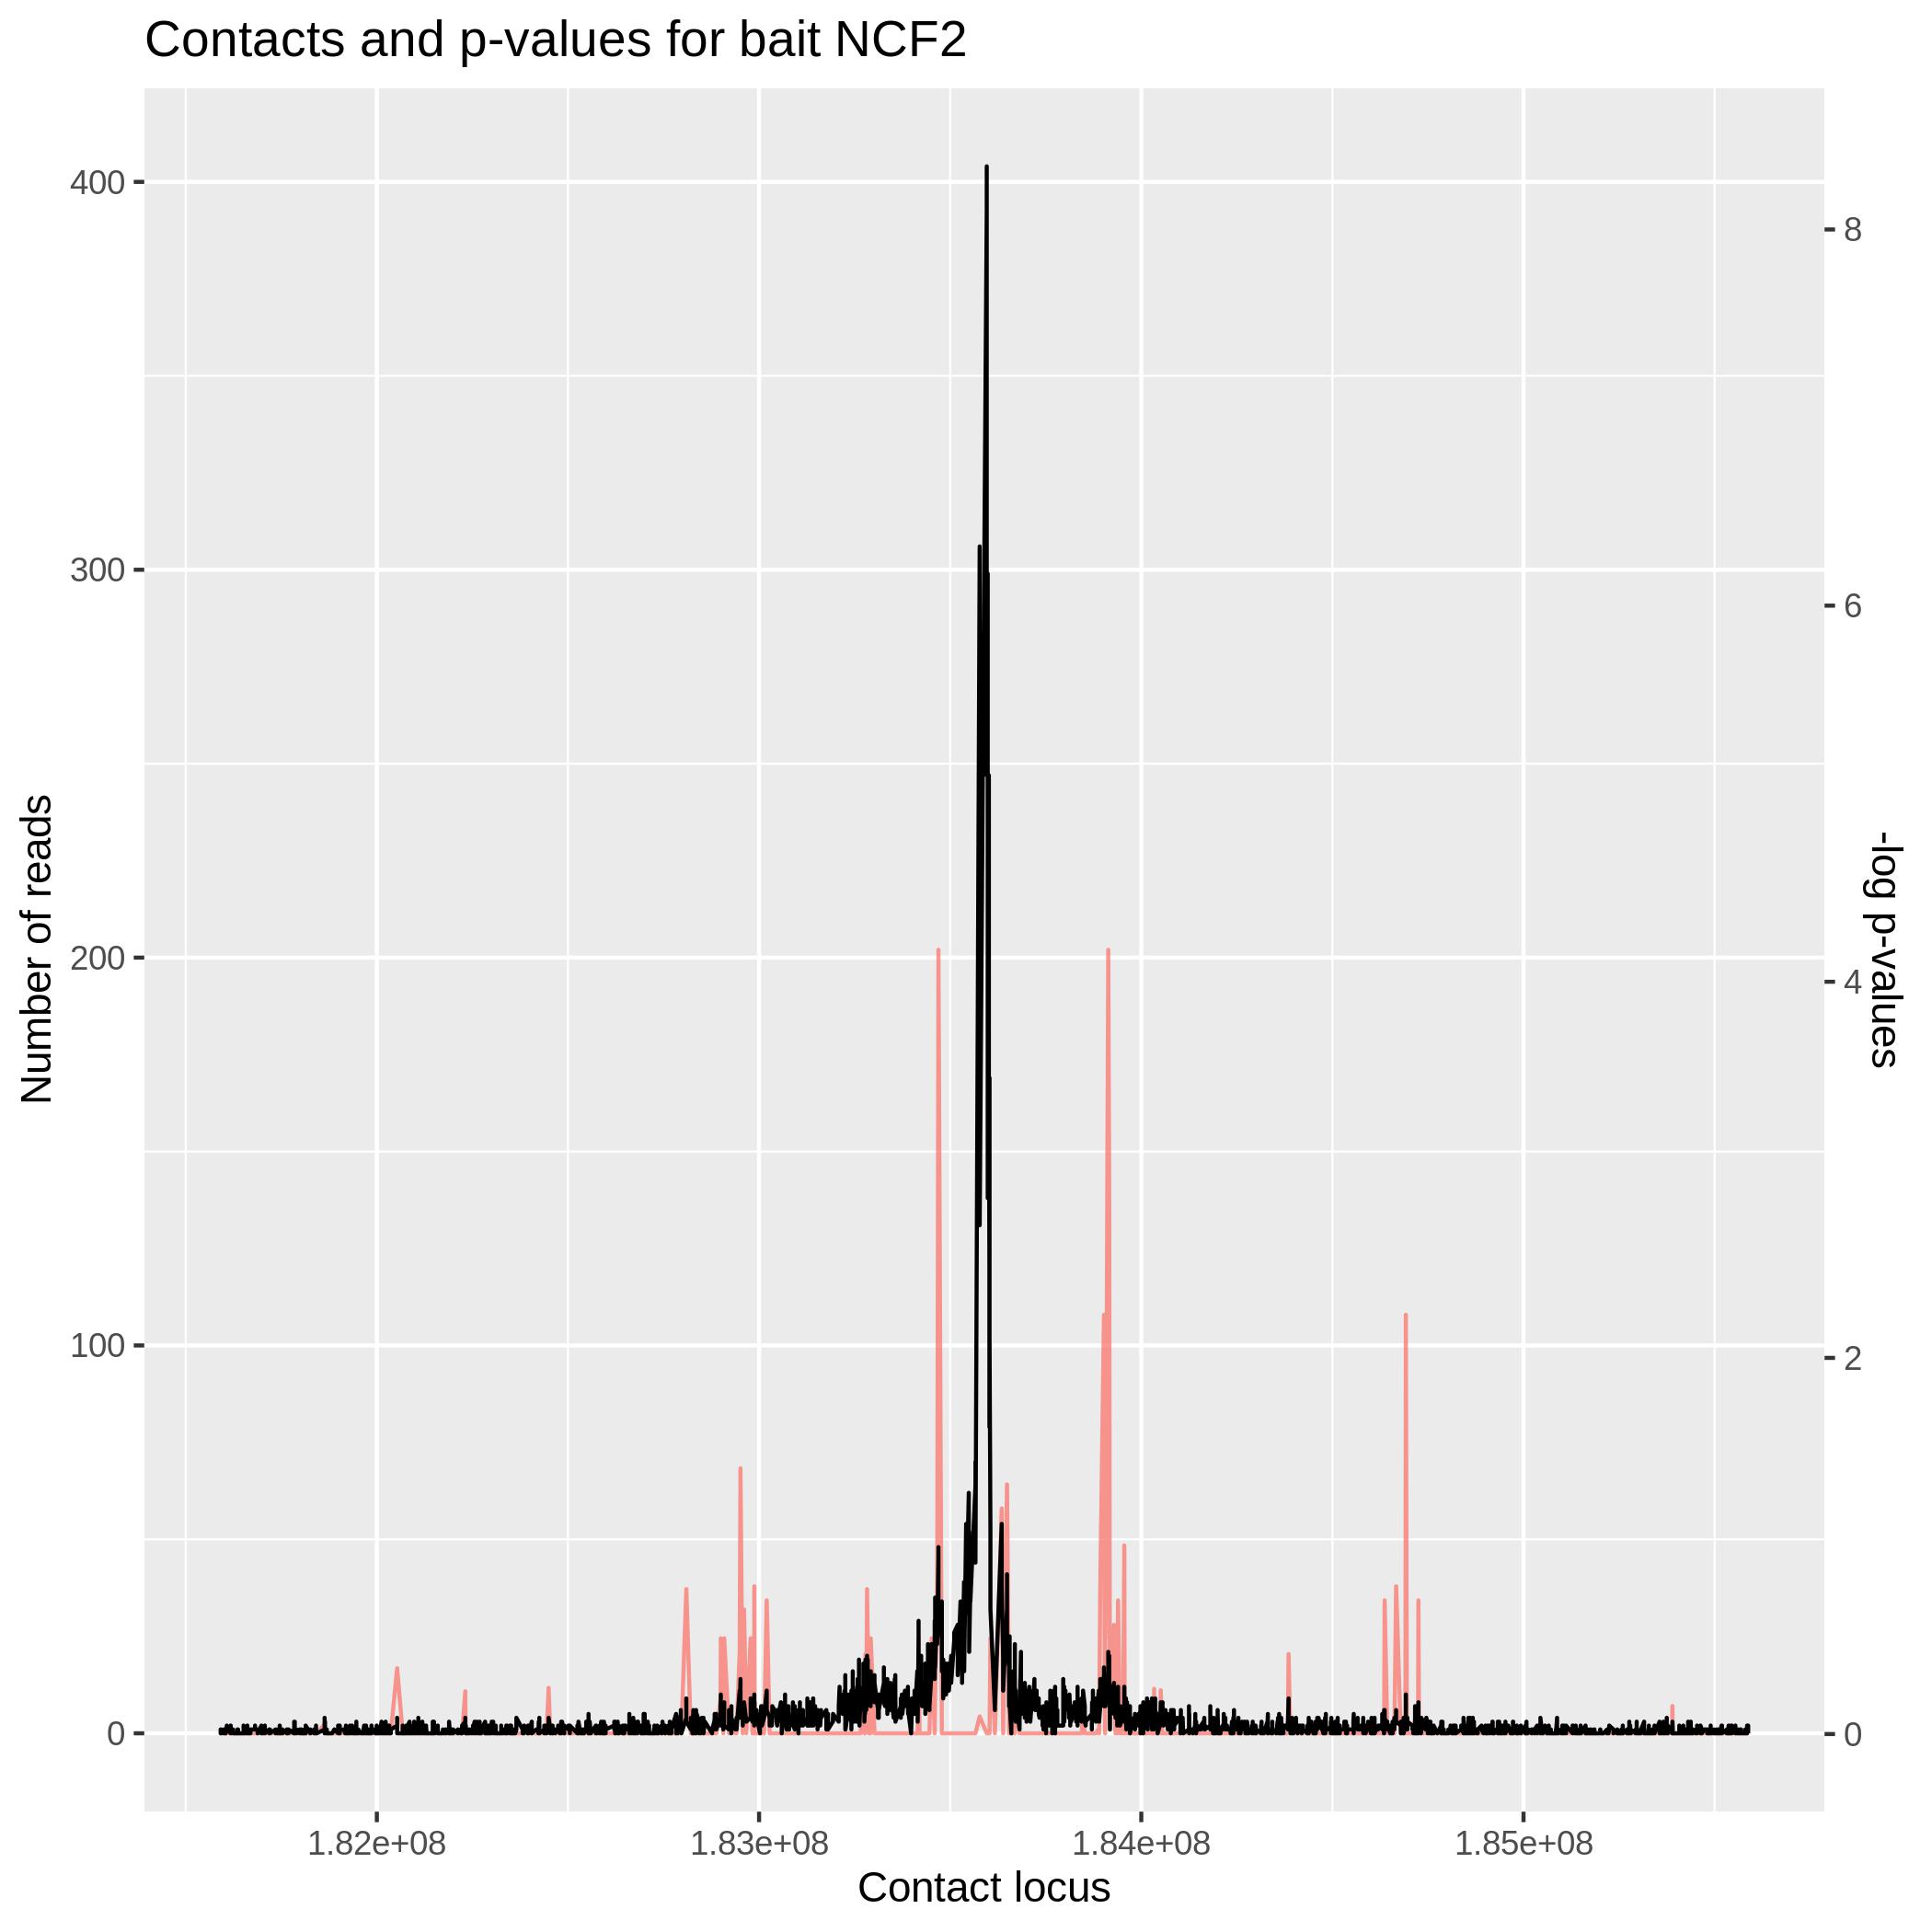 Contacts and p-values for bait NCF2
400
300
200
100
0
Number of reads
8
6
4
2
0
-log p-values
1.82e+08
1.83e+08
1.84e+08
1.85e+08
Contact locus